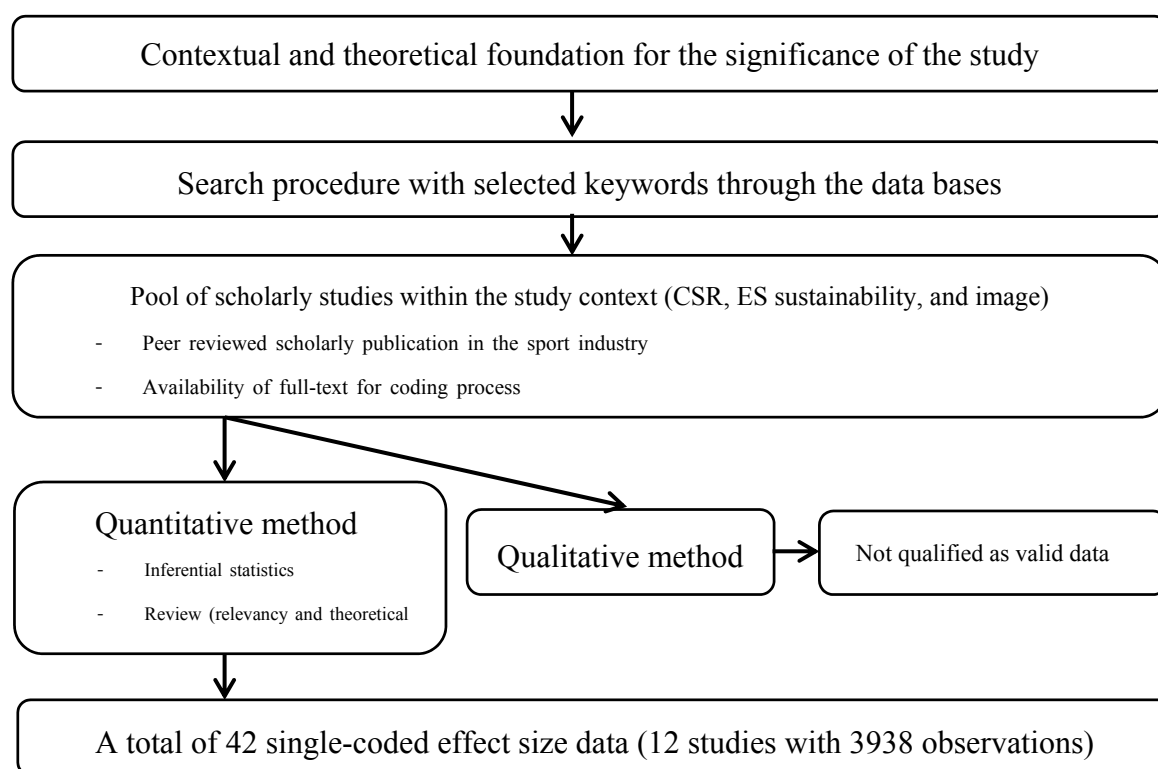 Contextual and theoretical foundation for the significance of the study
Search procedure with selected keywords through the data bases
Pool of scholarly studies within the study context (CSR, ES sustainability, and image)
- Peer reviewed scholarly publication in the sport industry
- Availability of full-text for coding process
Quantitative method
- Inferential statistics
- Review (relevancy and theoretical
Qualitative method
Not qualified as valid data
A total of 42 single-coded effect size data (12 studies with 3938 observations)